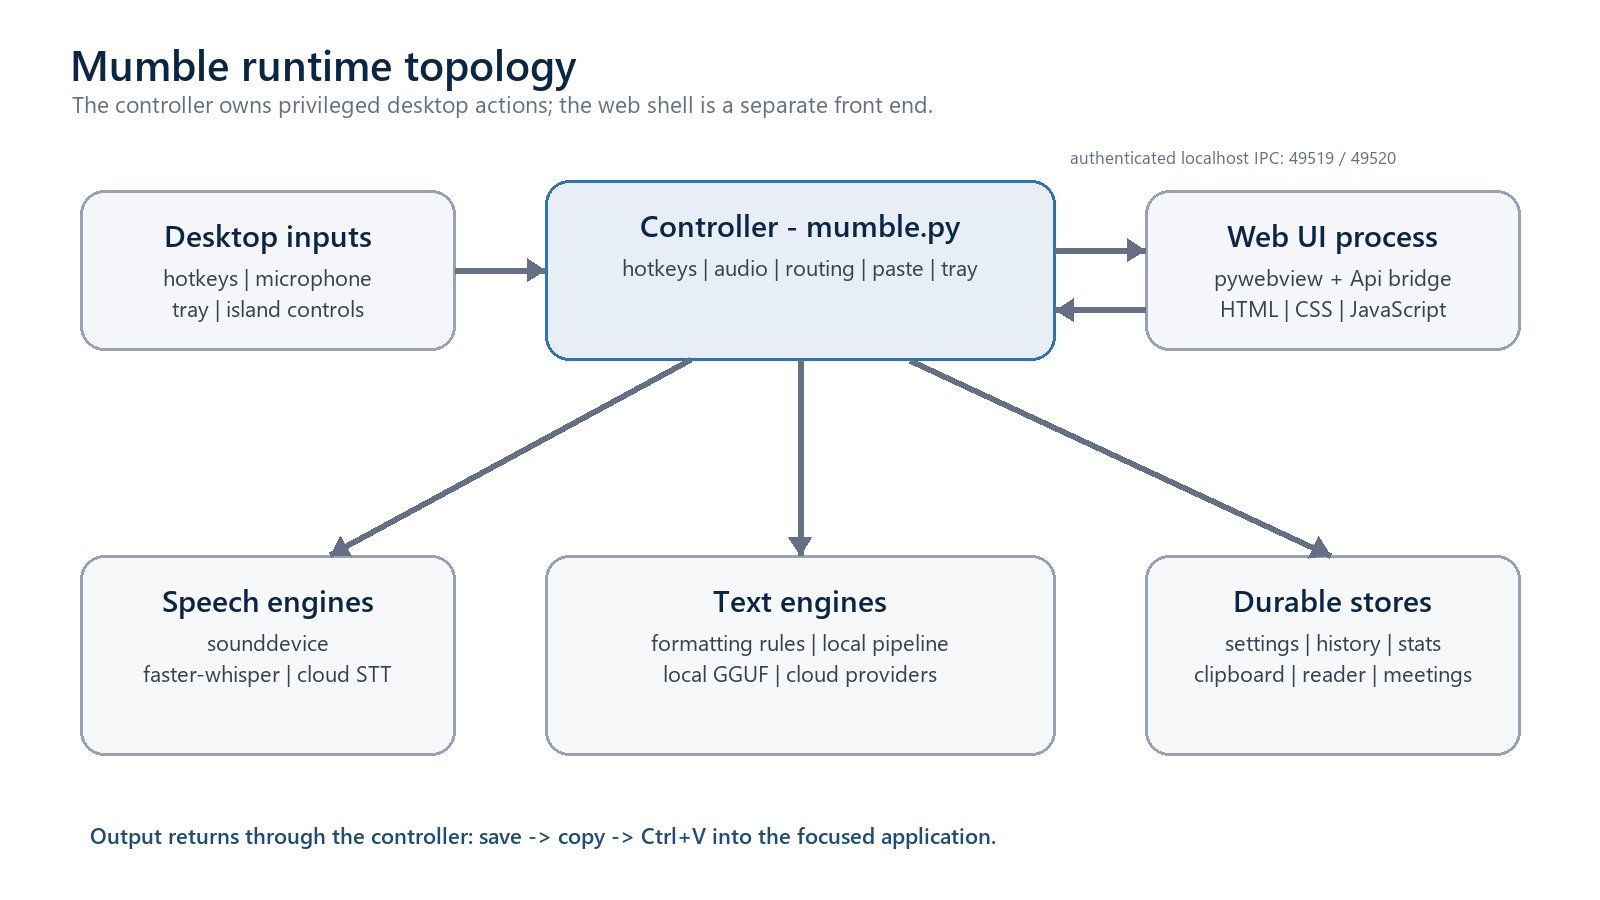 Mumble runtime topology
The controller owns privileged desktop actions; the web shell is a separate front end.
authenticated localhost IPC: 49519 / 49520
Desktop inputs
hotkeys | microphone
tray | island controls
Controller - mumble.py
hotkeys | audio | routing | paste | tray
Web UI process
pywebview + Api bridge
HTML | CSS | JavaScript
Speech engines
sounddevice
faster-whisper | cloud STT
Text engines
formatting rules | local pipeline
local GGUF | cloud providers
Durable stores
settings | history | stats
clipboard | reader | meetings
Output returns through the controller: save -> copy -> Ctrl+V into the focused application.